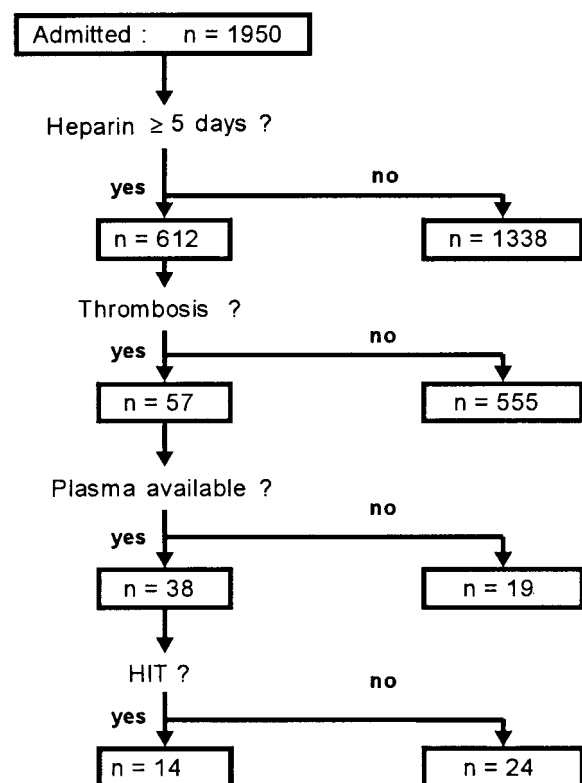 Admitted : n = 1950
Heparin ≥ 5 days ?
yes no
n = 612 n = 1338
Thrombosis ?
yes no
n = 57 n = 555
Plasma available ?
yes no
n = 38 n = 19
HIT ?
yes no
n = 14 n = 24